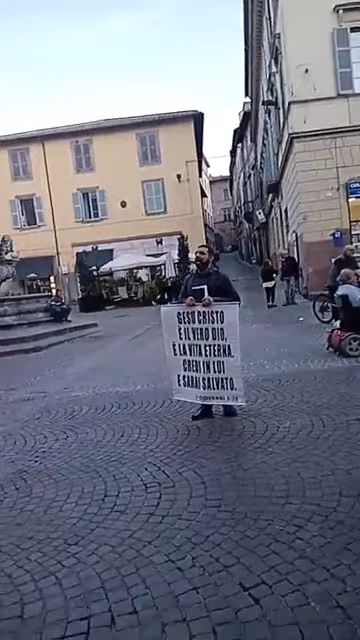 GESÙ CRISTO
È IL VERO DIO,
È LA VITA ETERNA.
CREDI IN LUI
E SARAI SALVATO.